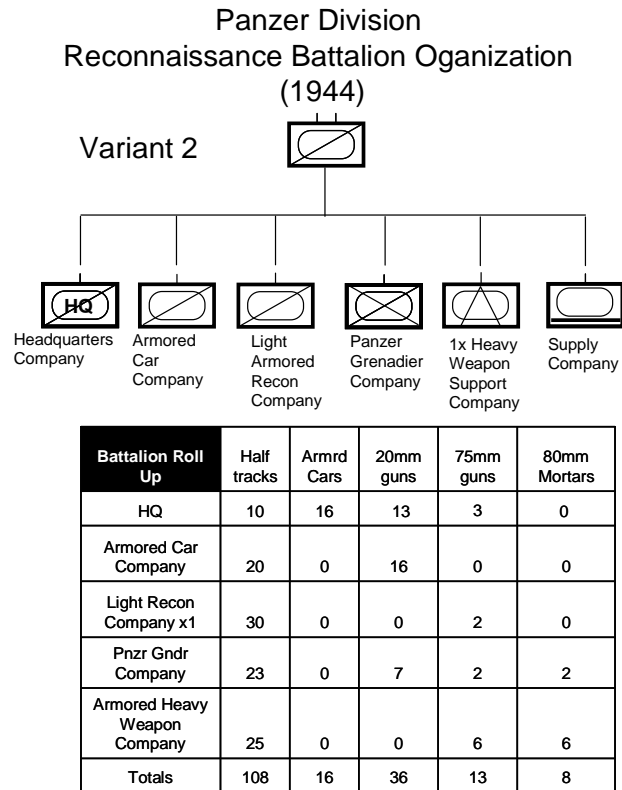 Panzer Division
Reconnaissance Battalion Oganization
(1944)
Variant 2
HQ
Headquarters
Company
Armored
Car
Company
Light
Armored
Recon
Company
Panzer
Grenadier
Company
1x Heavy
Weapon
Support
Company
Supply
Company
Battalion Roll Up Half tracks Armrd Cars 20mm guns 75mm guns 80mm Mortars
HQ 10 16 13 3 0
Armored Car Company 20 0 16 0 0
Light Recon Company x1 30 0 0 2 0
Pnzr Gndr Company 23 0 7 2 2
Armored Heavy Weapon Company 25 0 0 6 6
Totals 108 16 36 13 8